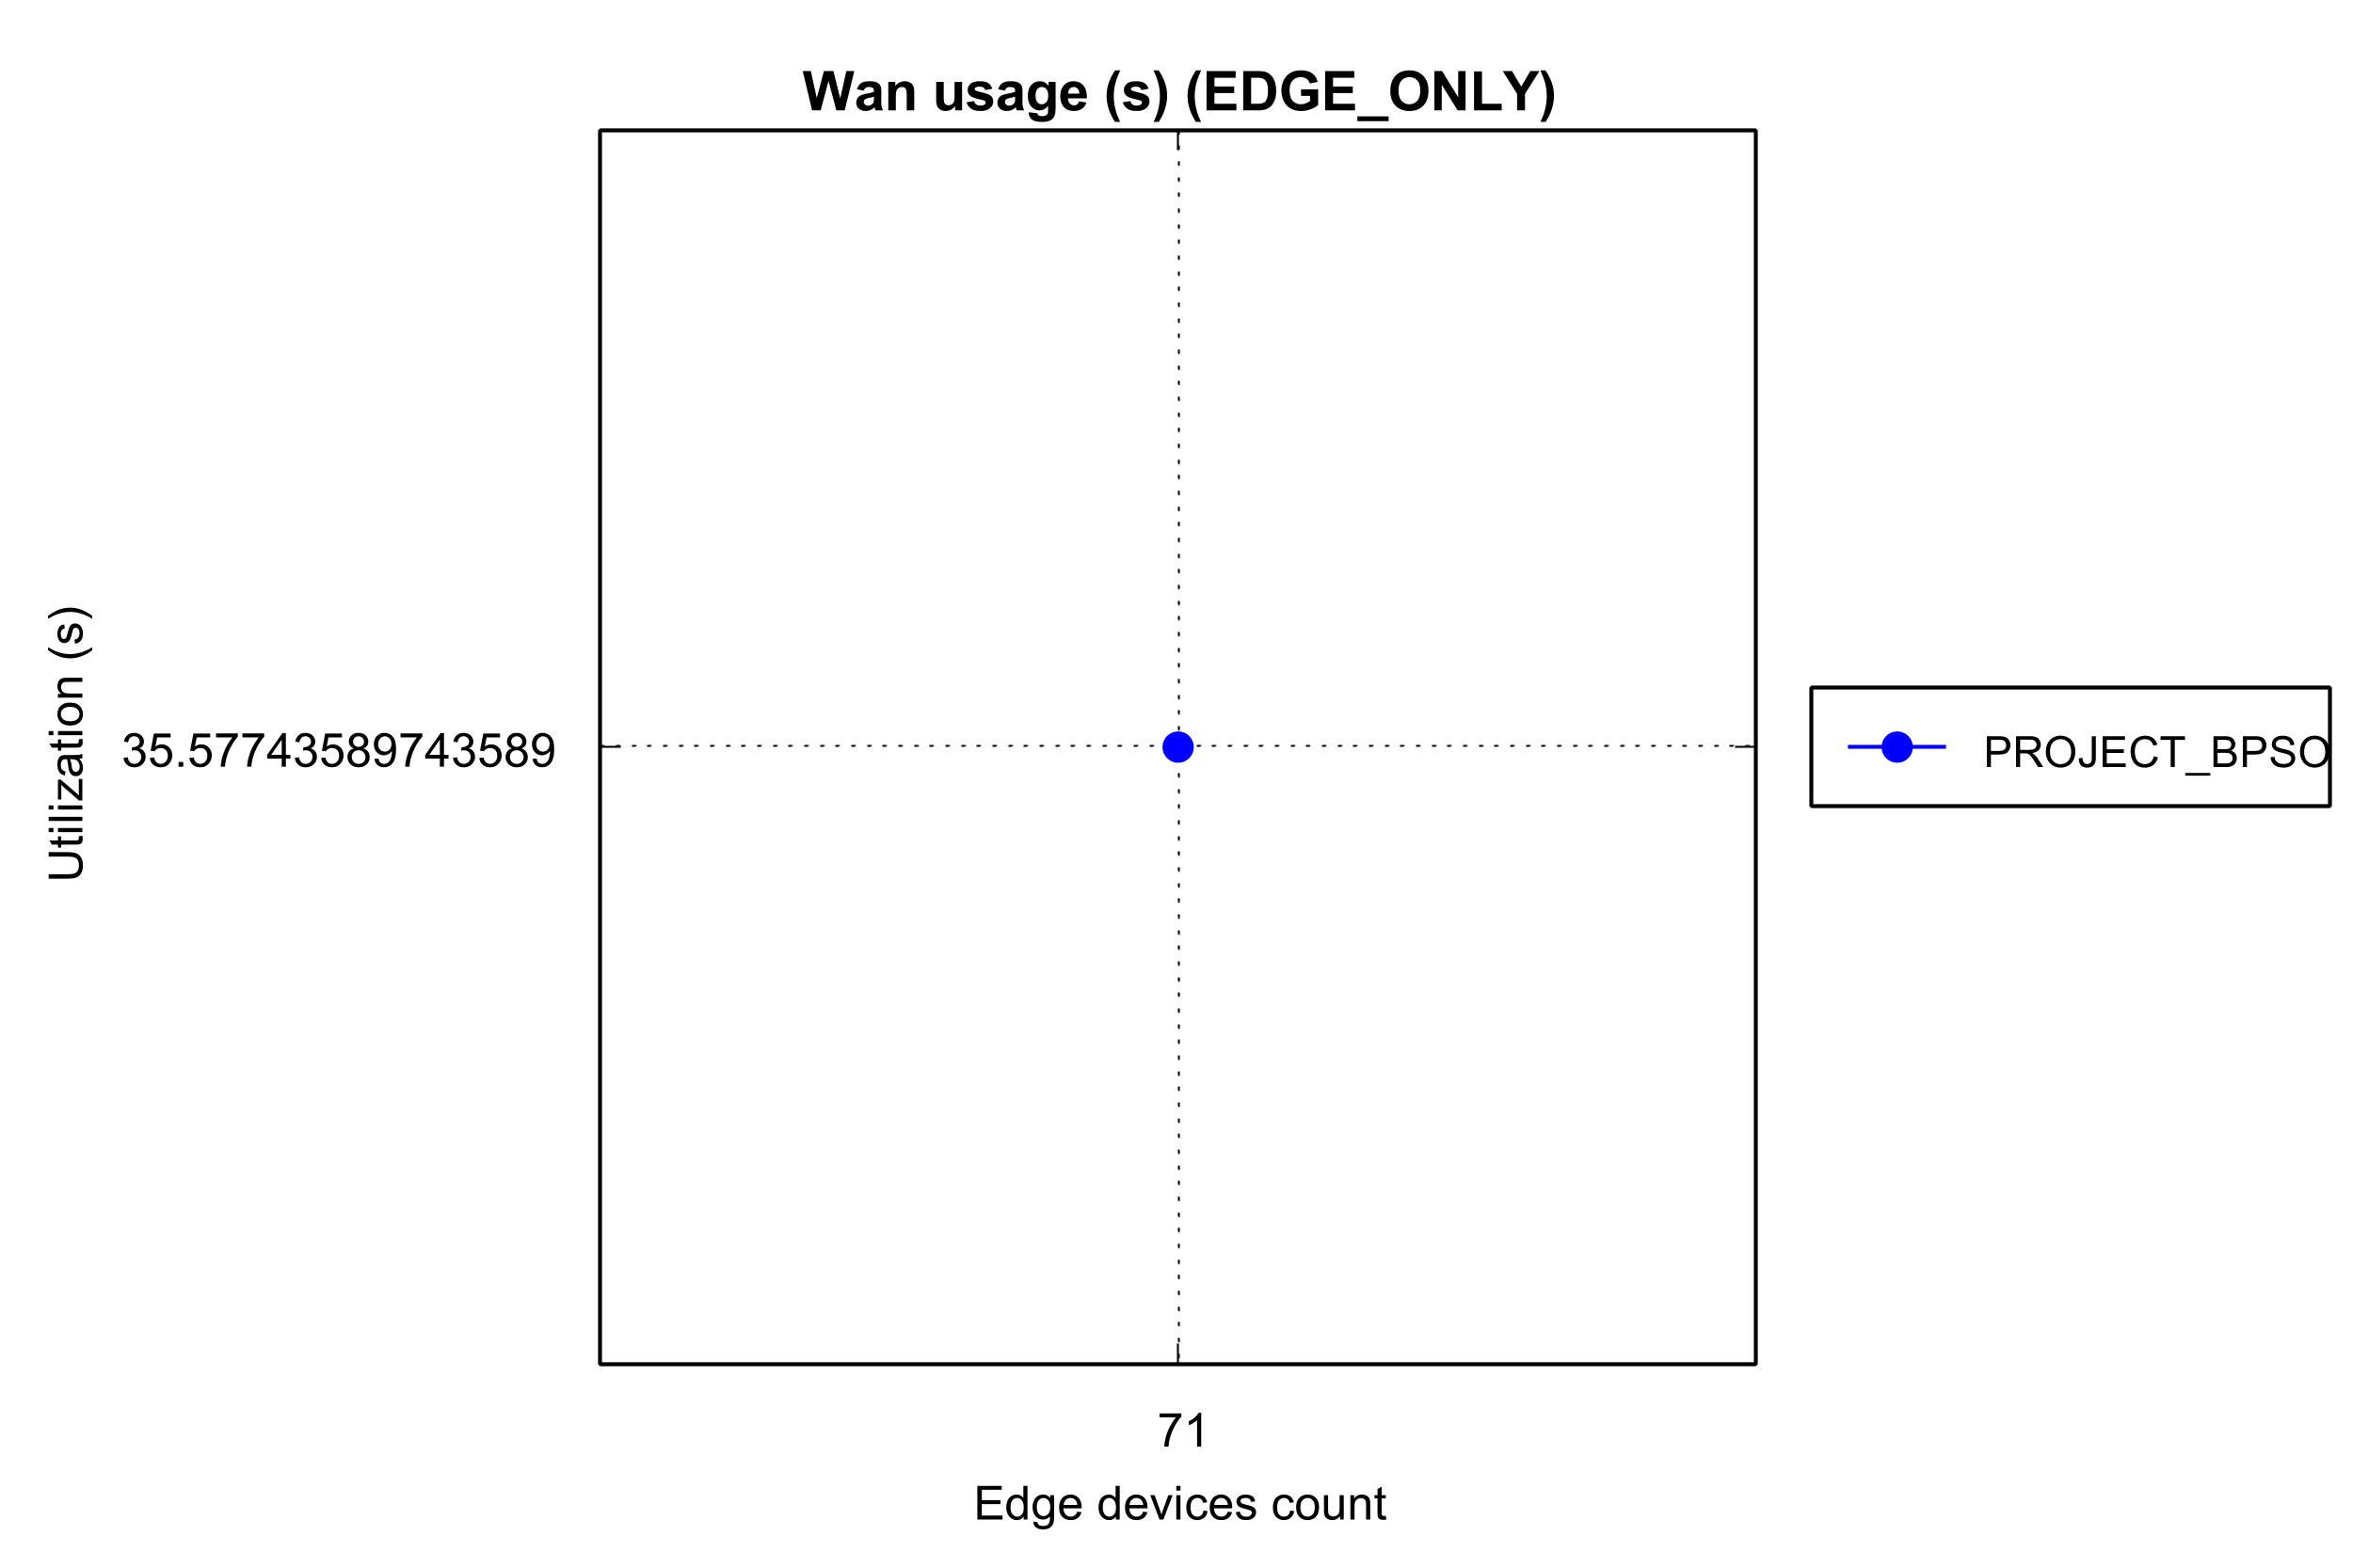 Wan usage (s) (EDGE_ONLY)
Utilization (s)
35.57743589743589
PROJECT_BPSO
71
Edge devices count